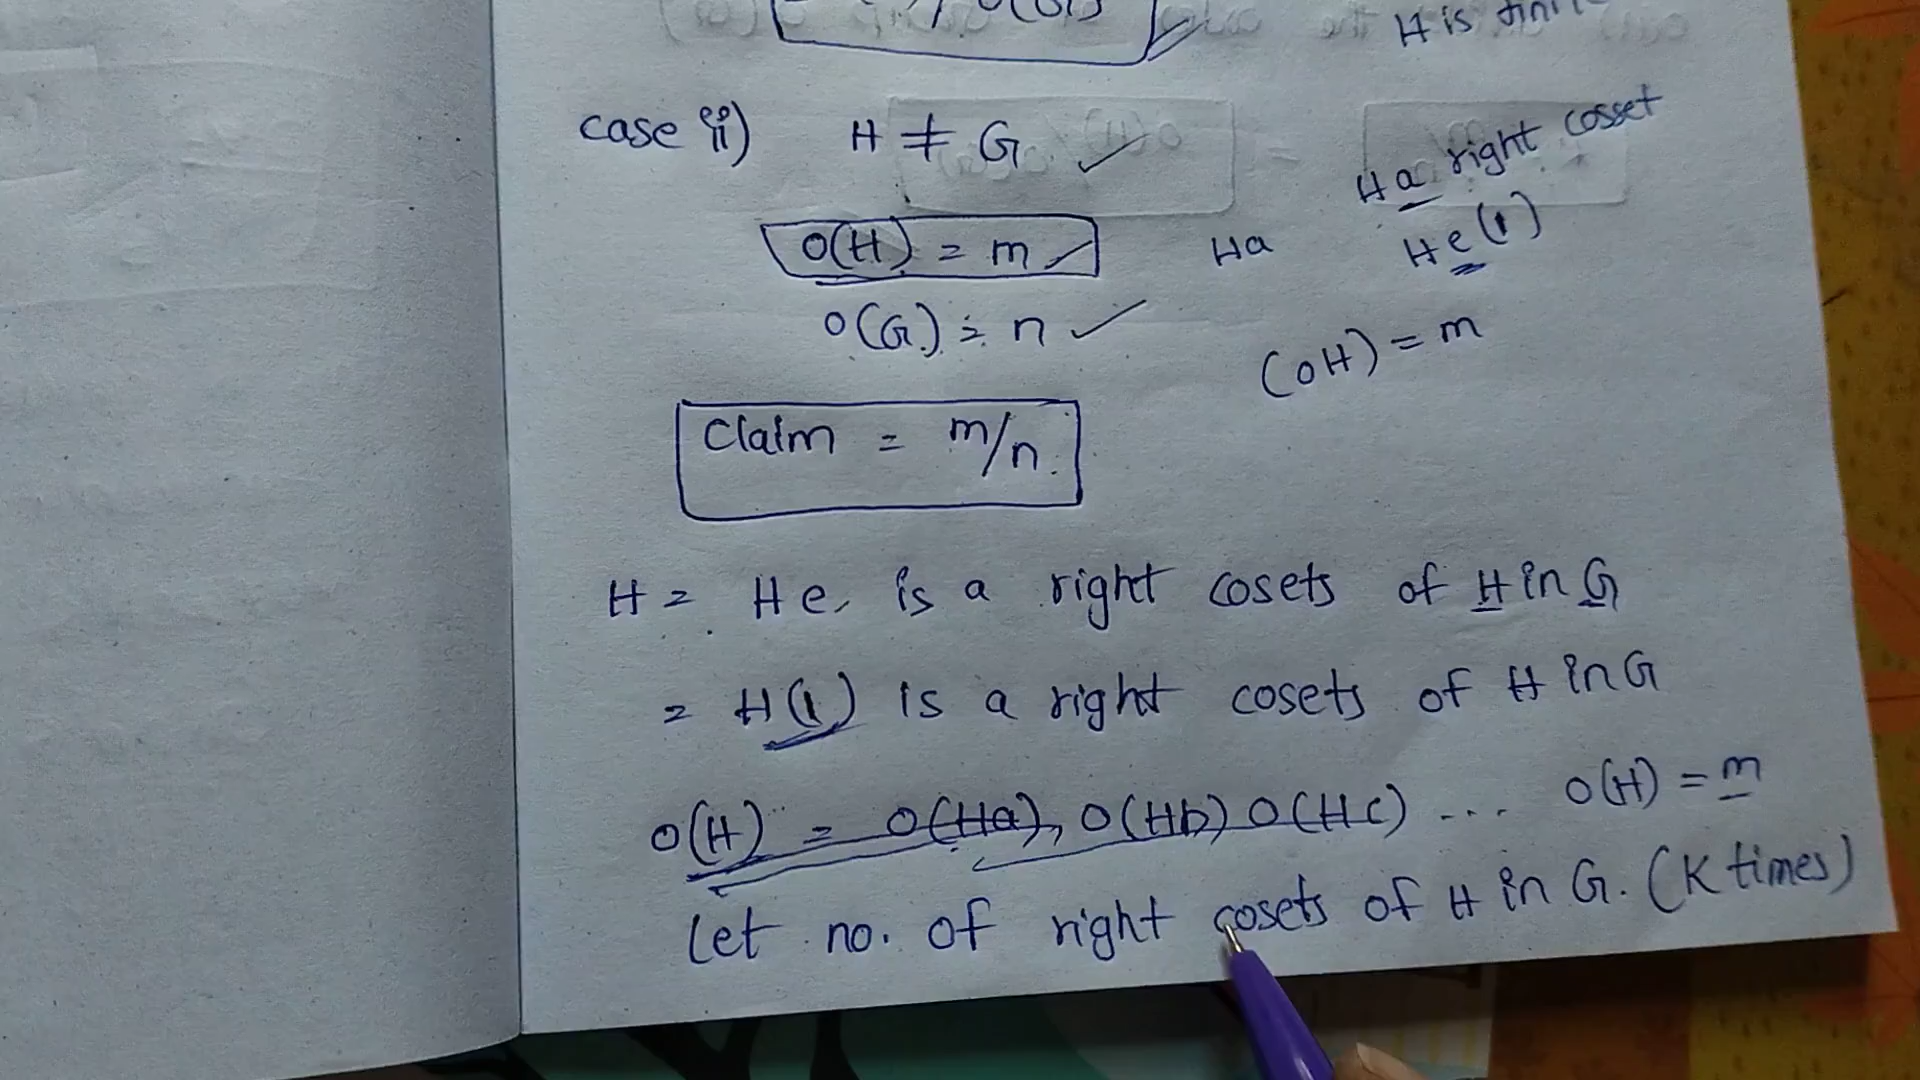 H is
case ii) H ≠ G
Ha right cosset
O(H) = m Ha He (1)
O(G) = n
(OH) = m
Claim = m/n.
H = He is a right cosets of H in G
= H(1) is a right cosets of H in G
O(H) = O(Ha), O(Hb) O(Hc) ... O(H) = m
Let no. of right cosets of H in G. (K times)